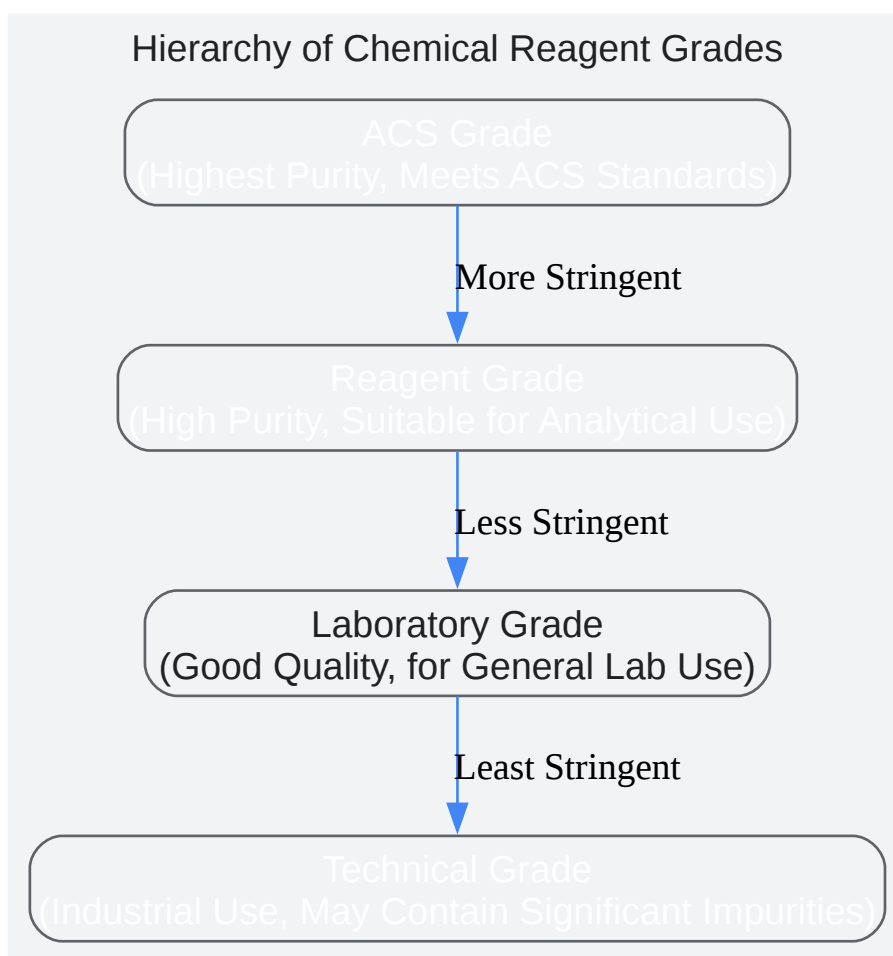 Hierarchy of Chemical Reagent Grades
ACS Grade
(Highest Purity, Meets ACS Standards)
More Stringent
Reagent Grade
(High Purity, Suitable for Analytical Use)
Less Stringent
Laboratory Grade
(Good Quality, for General Lab Use)
Least Stringent
Technical Grade
(Industrial Use, May Contain Significant Impurities)